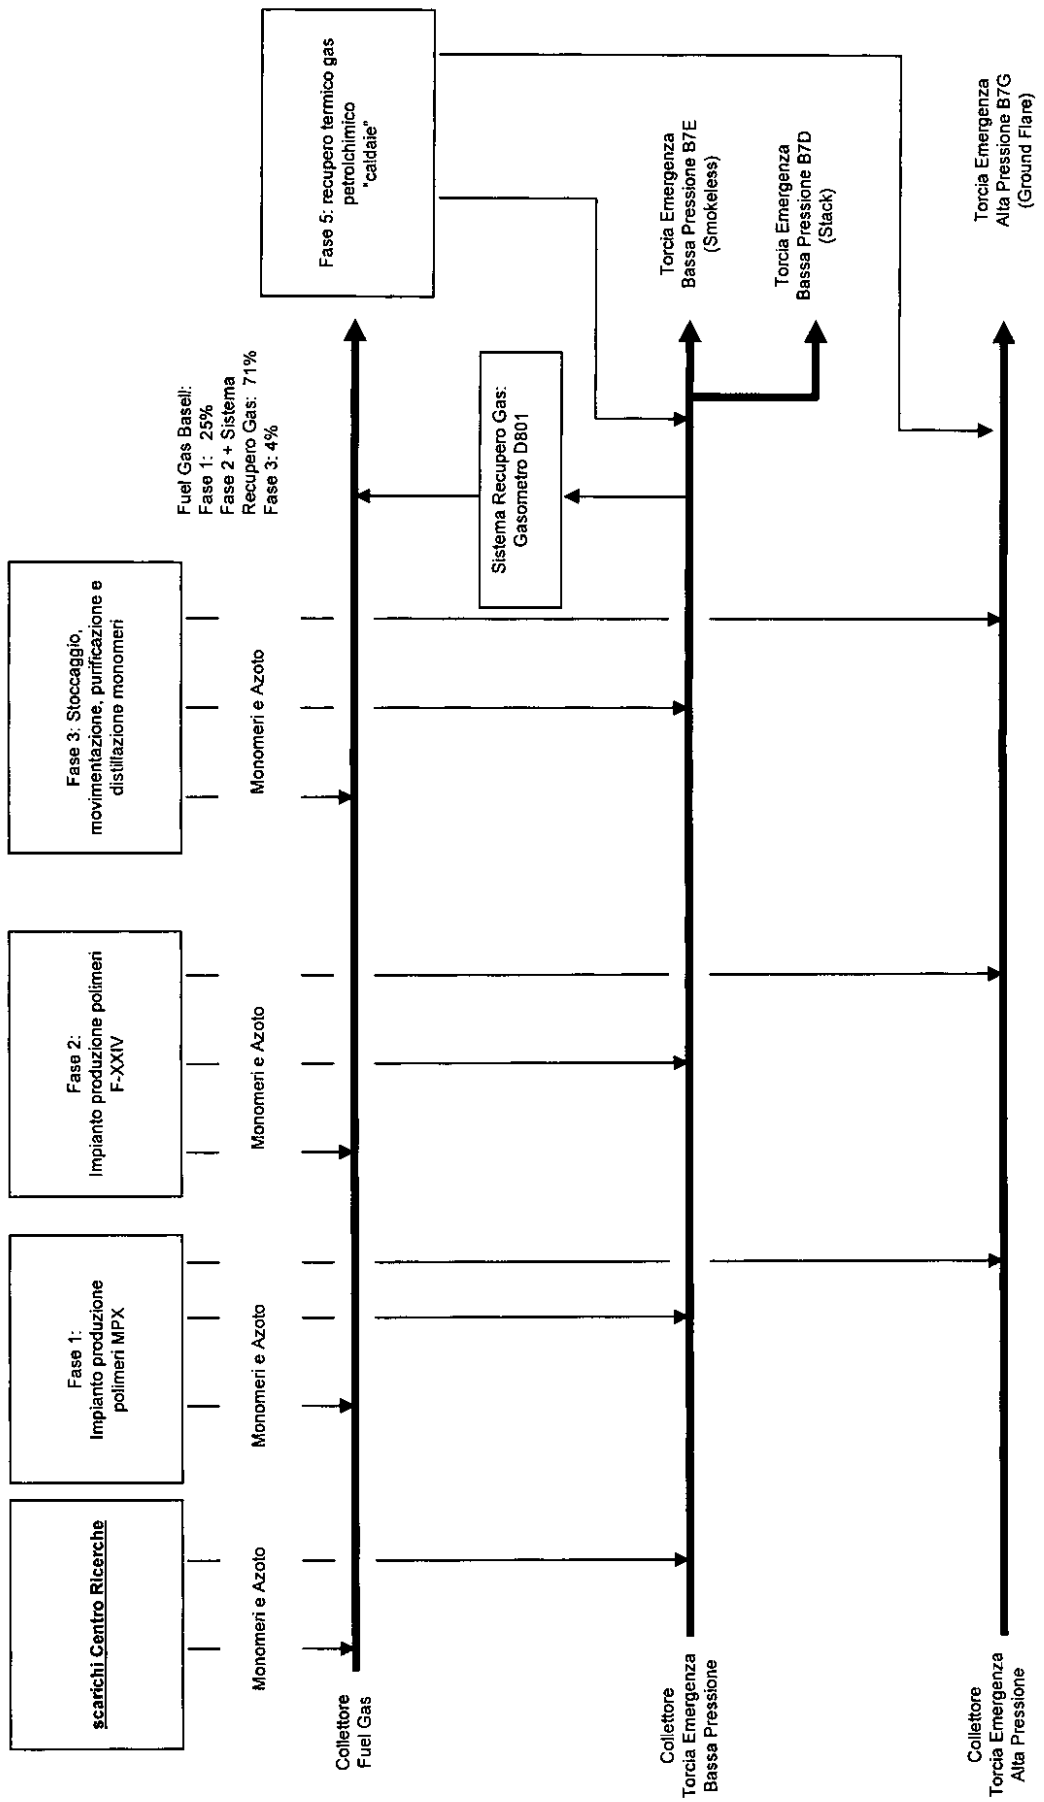 scarichi Centro Ricerche
Fase 1:
Impianto produzione
polimeri MPX
Fase 2:
Impianto produzione polimeri
F-XXIV
Fase 3: Stoccaggio,
movimentazione, purificazione e
distillazione monomeri
Monomeri e Azoto
Monomeri e Azoto
Monomeri e Azoto
Monomeri e Azoto
Fuel Gas Basell:
Fase 1: 25%
Fase 2 + Sistema
Recupero Gas: 71%
Fase 3: 4%
Fase 5: recupero termico gas
petrolchimico
"caldaie"
Collettore
Fuel Gas
Sistema Recupero Gas:
Gasometro D801
Collettore
Torcia Emergenza
Bassa Pressione
Torcia Emergenza
Bassa Pressione B7E
(Smokeless)
Torcia Emergenza
Bassa Pressione B7D
(Stack)
Collettore
Torcia Emergenza
Alta Pressione
Torcia Emergenza
Alta Pressione B7G
(Ground Flare)